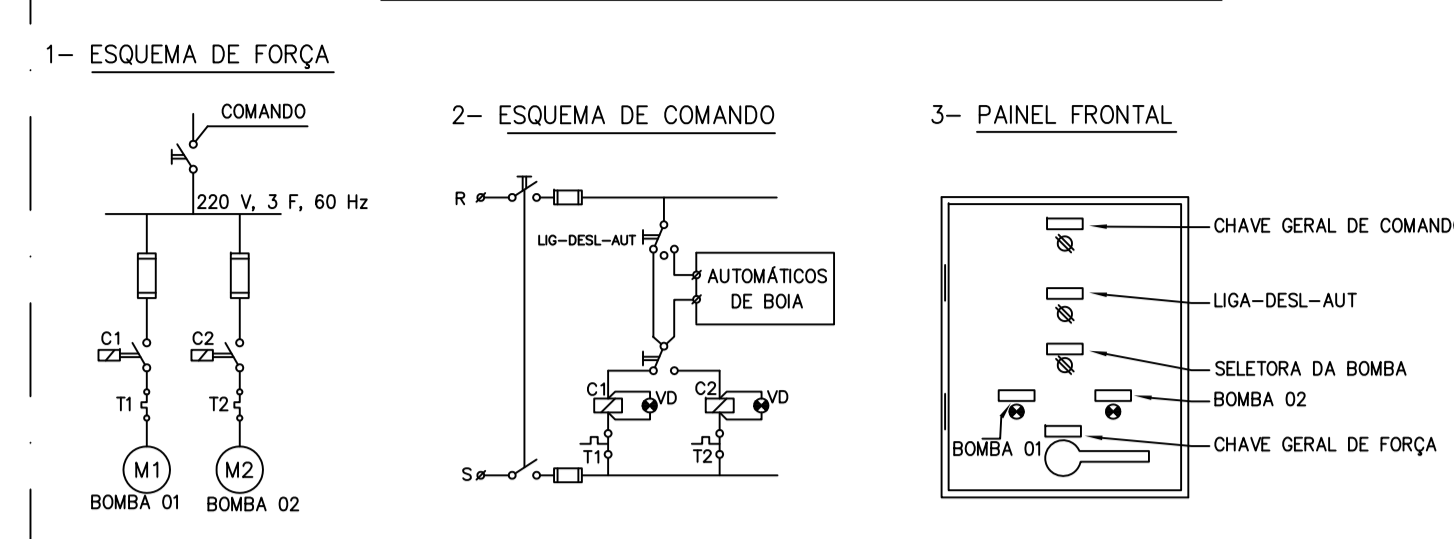 1– ESQUEMA DE FORÇA
COMANDO
220 V, 3 F, 60 Hz
C1
C2
T1
T2
M1
M2
BOMBA 01
BOMBA 02
2– ESQUEMA DE COMANDO
R
LIG–DESL–AUT
AUTOMÁTICOS
DE BOIA
C1
VD
C2
VD
T1
T2
S
3– PAINEL FRONTAL
CHAVE GERAL DE COMANDO
LIGA–DESL–AUT
SELETORA DA BOMBA
BOMBA 02
BOMBA 01
CHAVE GERAL DE FORÇA